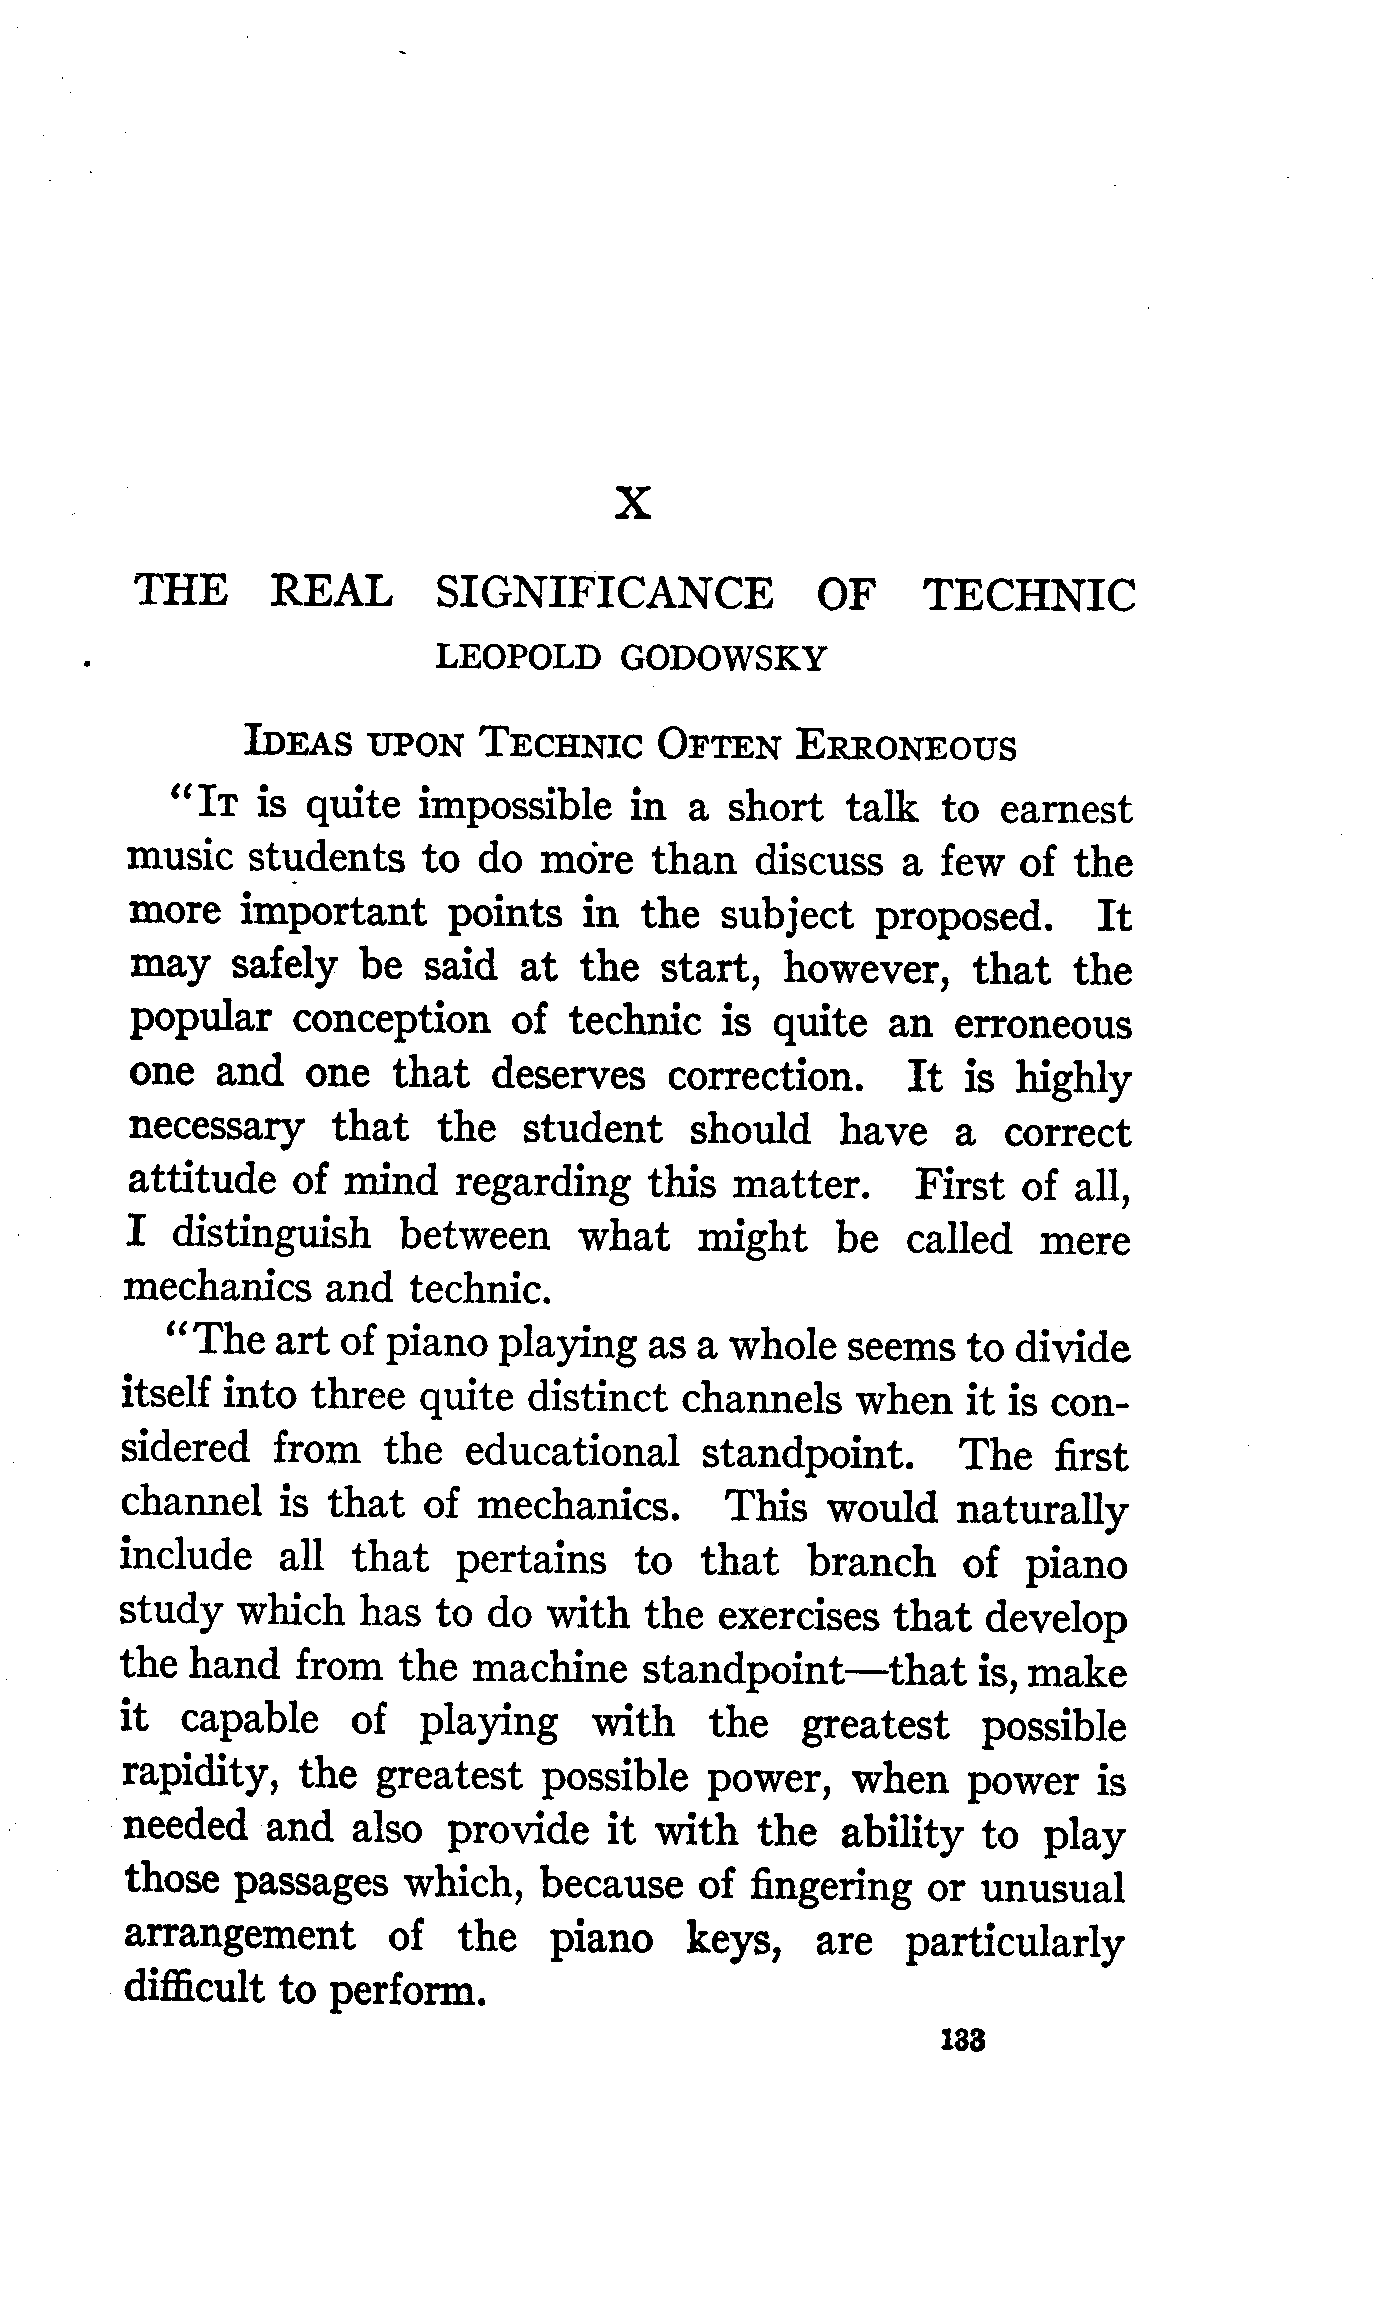 X
THE REAL SIGNIFICANCE OF TECHNIC
LEOPOLD GODOWSKY
IDEAS UPON TECHNIC OFTEN ERRONEOUS
“IT is quite impossible in a short talk to earnest
music students to do more than discuss a few of the
more important points in the subject proposed. It
may safely be said at the start, however, that the
popular conception of technic is quite an erroneous
one and one that deserves correction. It is highly
necessary that the student should have a correct
attitude of mind regarding this matter. First of all,
I distinguish between what might be called mere
mechanics and technic.
“The art of piano playing as a whole seems to divide
itself into three quite distinct channels when it is con-
sidered from the educational standpoint. The first
channel is that of mechanics. This would naturally
include all that pertains to that branch of piano
study which has to do with the exercises that develop
the hand from the machine standpoint—that is, make
it capable of playing with the greatest possible
rapidity, the greatest possible power, when power is
needed and also provide it with the ability to play
those passages which, because of fingering or unusual
arrangement of the piano keys, are particularly
difficult to perform.
133